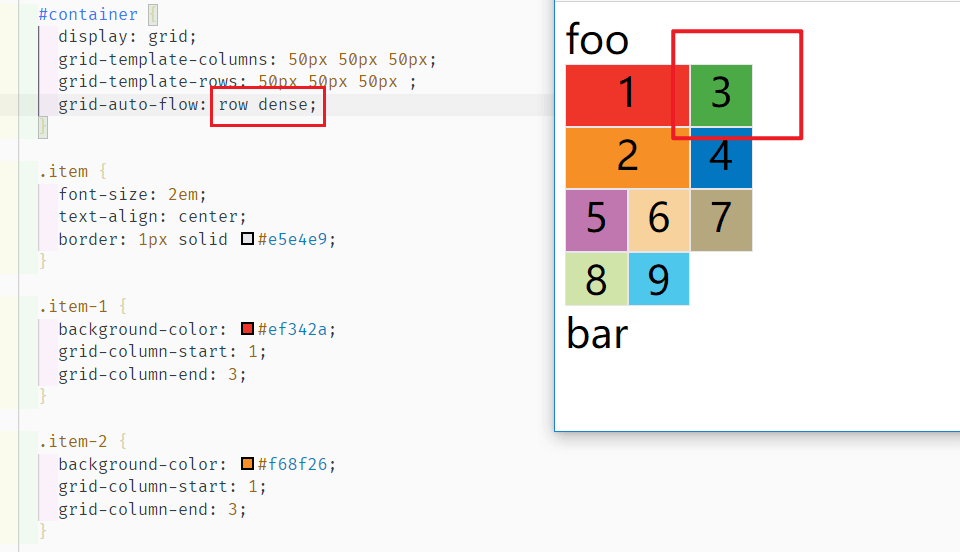 #container {
display: grid;
grid-template-columns: 50px 50px 50px;
grid-template-rows: 50px 50px 50px ;
grid-auto-flow: row dense;
}
.item {
font-size: 2em;
text-align: center;
border: 1px solid #e5e4e9;
}
.item-1 {
background-color: #ef342a;
grid-column-start: 1;
grid-column-end: 3;
}
.item-2 {
background-color: #f68f26;
grid-column-start: 1;
grid-column-end: 3;
}
foo
1 3
2 4
5 6 7
8 9
bar